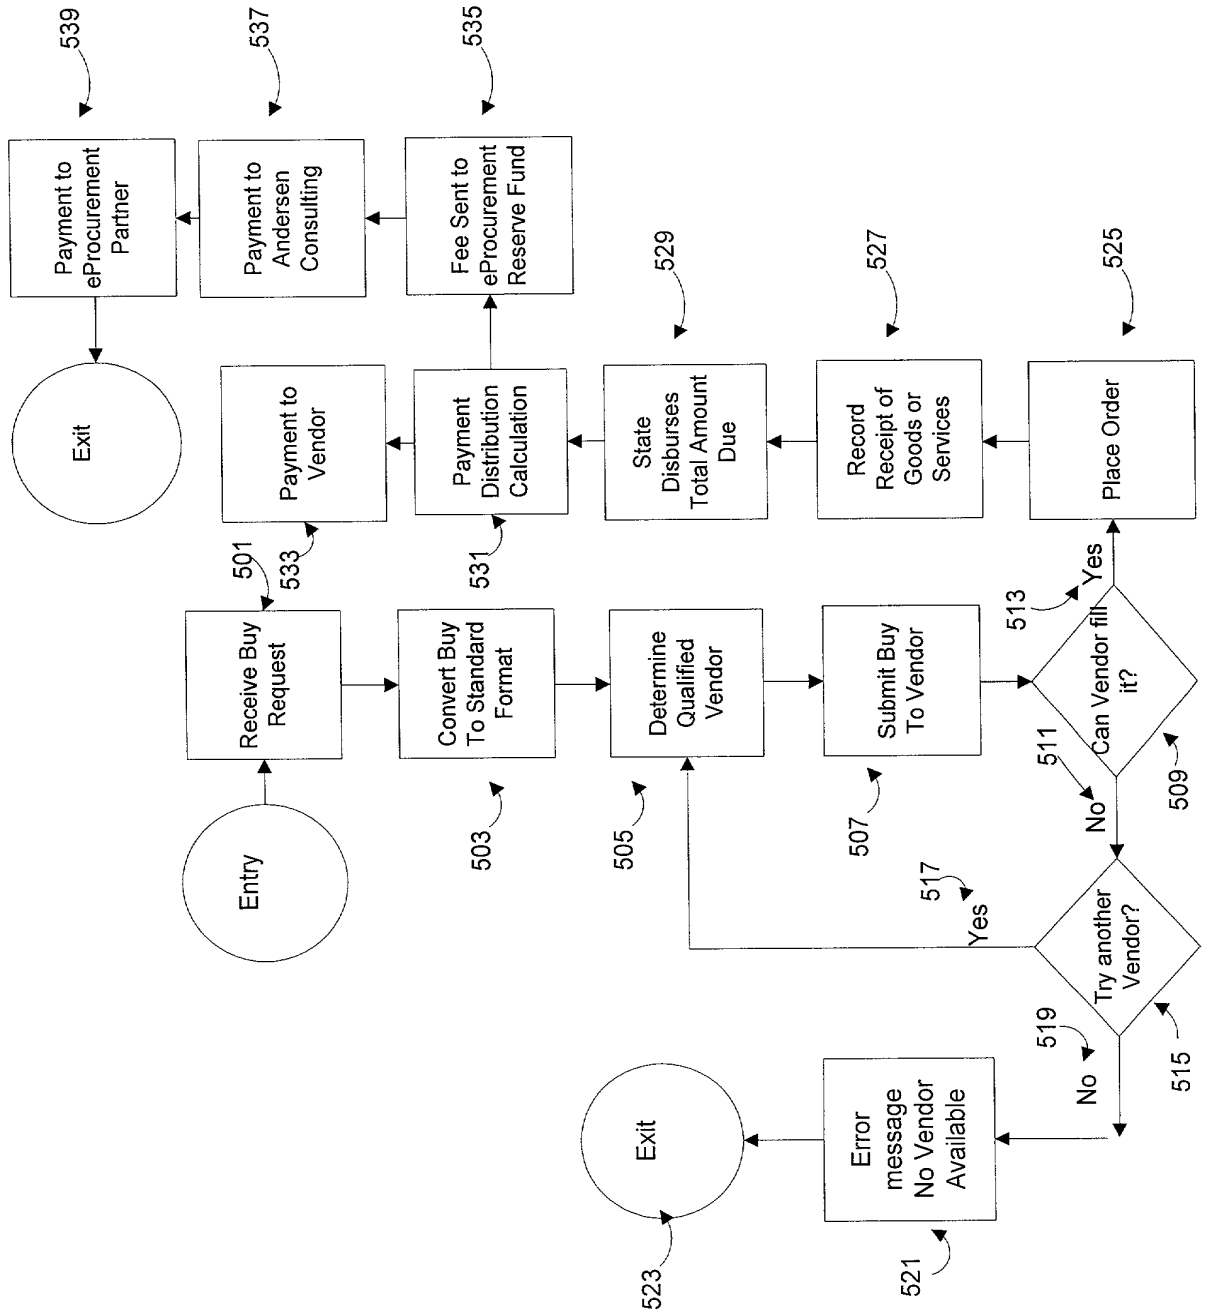 Entry
Receive Buy
Request
501
Convert Buy
To Standard
Format
503
Determine
Qualified
Vendor
505
Submit Buy
To Vendor
507
Can Vendor fill
it?
509
No
511
Yes
513
Try another
Vendor?
515
Yes
517
No
519
Error
message
No Vendor
Available
521
Exit
523
Place Order
525
Record
Receipt of
Goods or
Services
527
State
Disburses
Total Amount
Due
529
Payment
Distribution
Calculation
531
Payment to
Vendor
533
Fee Sent to
eProcurement
Reserve Fund
535
Payment to
Andersen
Consulting
537
Payment to
eProcurement
Partner
539
Exit